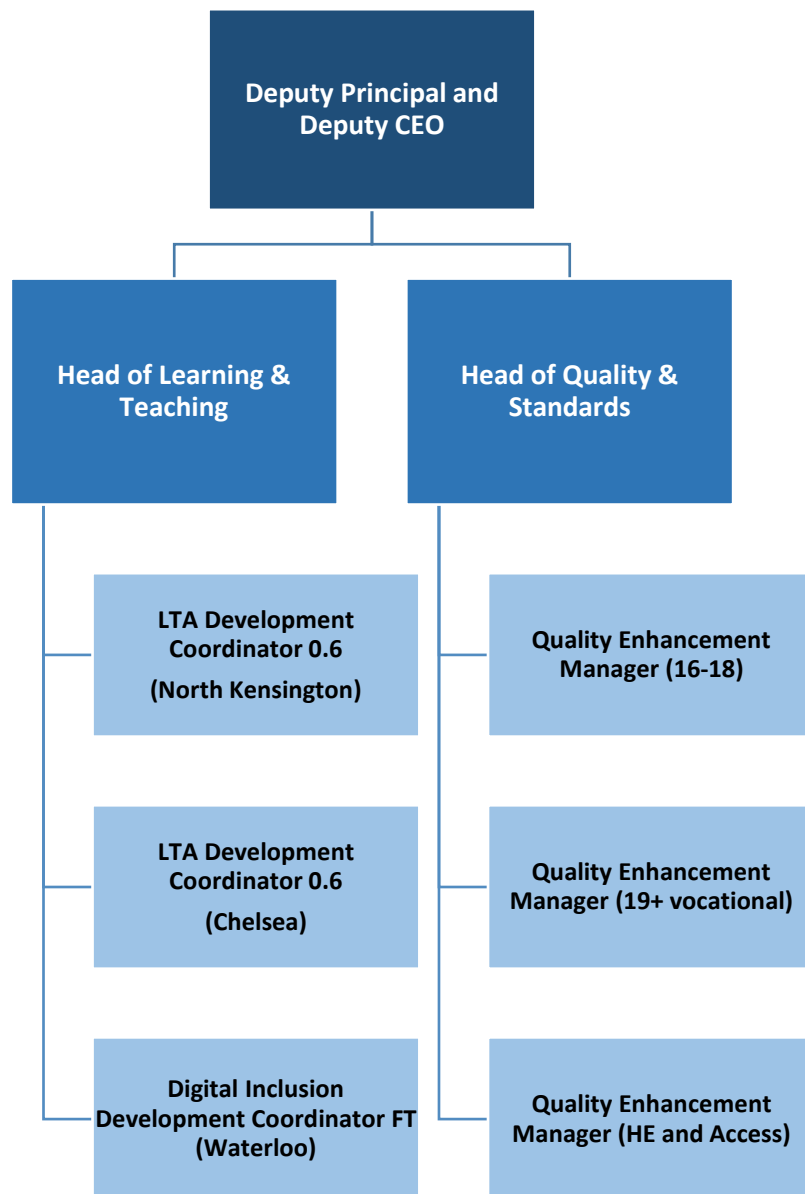 Deputy Principal and
Deputy CEO
Head of Learning &
Teaching
Head of Quality &
Standards
LTA Development
Coordinator 0.6
(North Kensington)
Quality Enhancement
Manager (16-18)
LTA Development
Coordinator 0.6
(Chelsea)
Quality Enhancement
Manager (19+ vocational)
Digital Inclusion
Development Coordinator FT
(Waterloo)
Quality Enhancement
Manager (HE and Access)